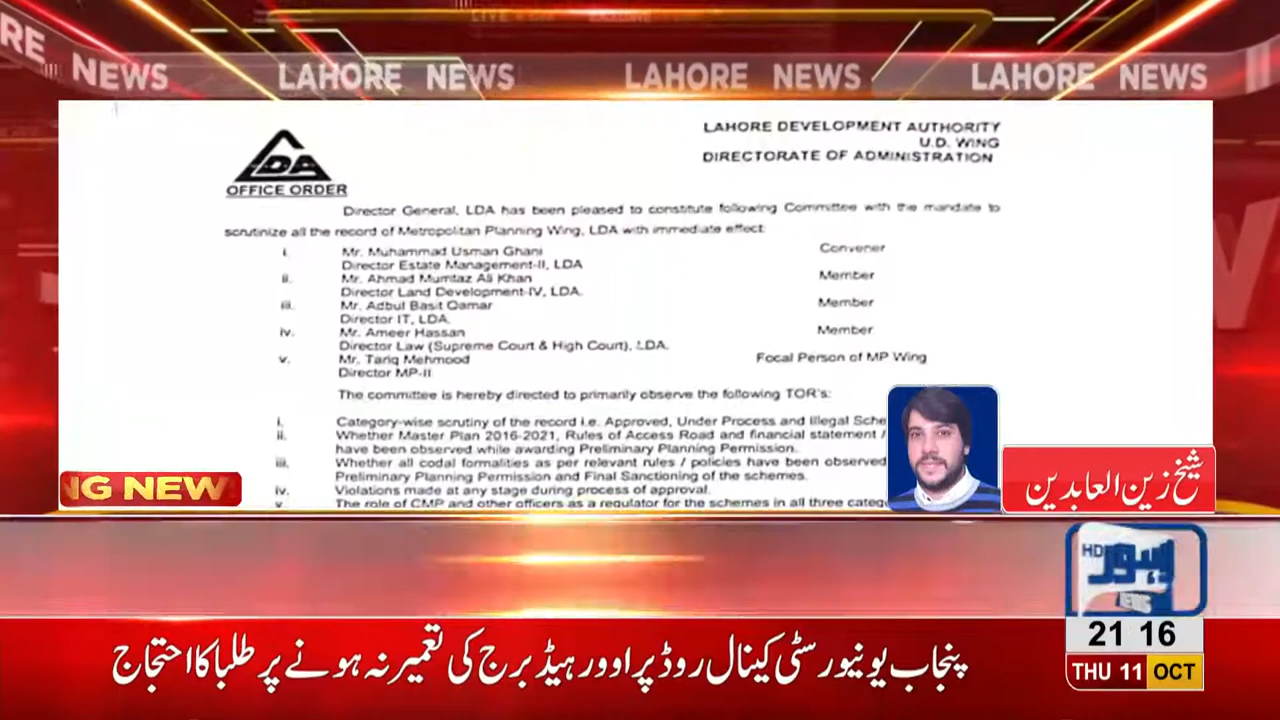 LIVE
RE NEWS LAHORE NEWS LAHORE NEWS LAHORE NEWS
LAHORE DEVELOPMENT AUTHORITY
U.D. WING
DIRECTORATE OF ADMINISTRATION
LDA
OFFICE ORDER
Director General, LDA has been pleased to constitute following Committee with the mandate to
scrutinize all the record of Metropolitan Planning Wing, LDA with immediate effect:
i. Mr. Muhammad Usman Ghani Convener
Director Estate Management-II, LDA
ii. Mr. Ahmad Mumtaz Ali Khan Member
Director Land Development-IV, LDA.
iii. Mr. Adbul Basit Qamar Member
Director IT, LDA.
iv. Mr. Ameer Hassan Member
Director Law (Supreme Court & High Court), LDA.
v. Mr. Tariq Mehmood Focal Person of MP Wing
Director MP-II
The committee is hereby directed to primarily observe the following TOR's:
i. Category-wise scrutiny of the record i.e. Approved, Under Process and Illegal Sche
ii. Whether Master Plan 2016-2021, Rules of Access Road and financial statement /
have been observed while awarding Preliminary Planning Permission.
iii. Whether all codal formalities as per relevant rules / policies have been observed
Preliminary Planning Permission and Final Sanctioning of the schemes.
iv. Violations made at any stage during process of approval.
v. The role of CMP and other officers as a regulator for the schemes in all three categ
شیخ زین العابدین
NG NEW
HD لاہور
NEWS
21 16
THU 11 OCT
پنجاب یونیورسٹی کینال روڈ پر اوور ہیڈ برج کی تعمیر نہ ہونے پر طلبا کا احتجاج